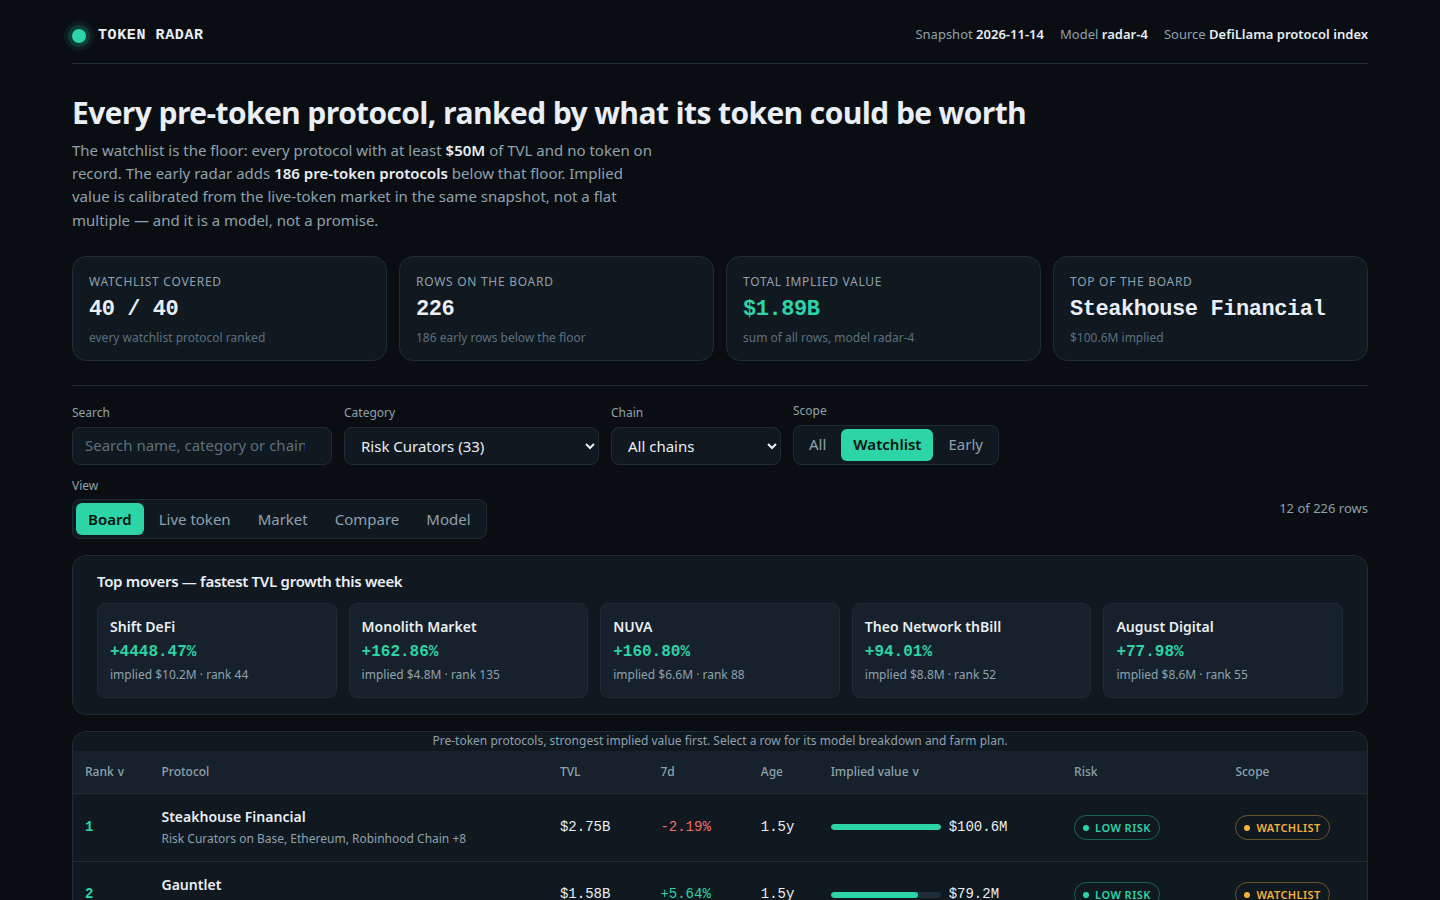 TOKEN RADAR
Snapshot 2026-11-14 Model radar-4 Source DefiLlama protocol index
Every pre-token protocol, ranked by what its token could be worth
The watchlist is the floor: every protocol with at least $50M of TVL and no token on
record. The early radar adds 186 pre-token protocols below that floor. Implied
value is calibrated from the live-token market in the same snapshot, not a flat
multiple — and it is a model, not a promise.
WATCHLIST COVERED
40 / 40
every watchlist protocol ranked
ROWS ON THE BOARD
226
186 early rows below the floor
TOTAL IMPLIED VALUE
$1.89B
sum of all rows, model radar-4
TOP OF THE BOARD
Steakhouse Financial
$100.6M implied
Search
Search name, category or chain
Category
Risk Curators (33)
Chain
All chains
Scope
All Watchlist Early
View
Board Live token Market Compare Model
12 of 226 rows
Top movers — fastest TVL growth this week
Shift DeFi
+4448.47%
implied $10.2M · rank 44
Monolith Market
+162.86%
implied $4.8M · rank 135
NUVA
+160.80%
implied $6.6M · rank 88
Theo Network thBill
+94.01%
implied $8.8M · rank 52
August Digital
+77.98%
implied $8.6M · rank 55
Pre-token protocols, strongest implied value first. Select a row for its model breakdown and farm plan.
Rank v Protocol TVL 7d Age Implied value v Risk Scope
1 Steakhouse Financial $2.75B -2.19% 1.5y $100.6M LOW RISK WATCHLIST
Risk Curators on Base, Ethereum, Robinhood Chain +8
2 Gauntlet $1.58B +5.64% 1.5y $79.2M LOW RISK WATCHLIST